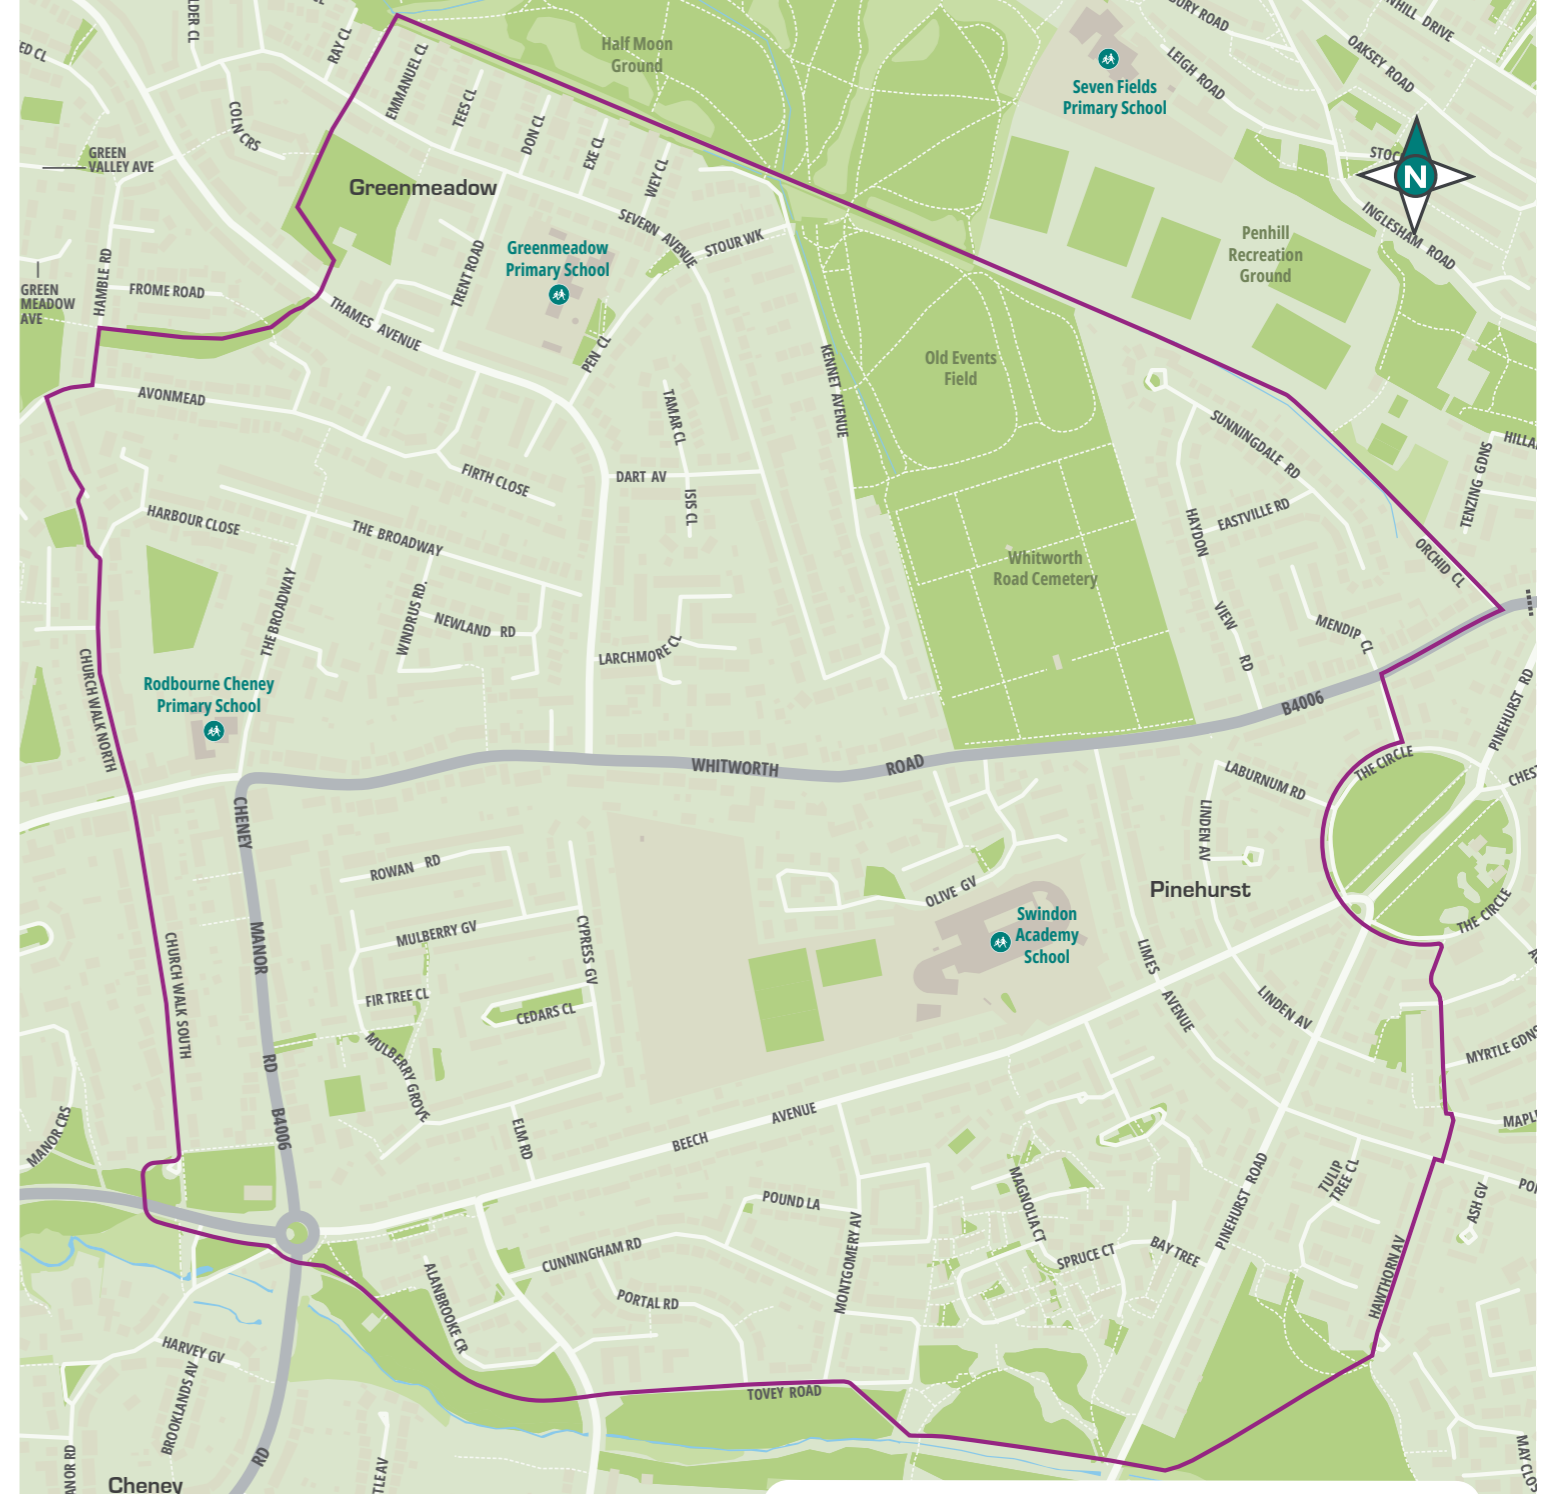 RAY CL
EMMANUEL CL
Half Moon
Ground
Seven Fields
Primary School
LEIGH ROAD
OAKSEY ROAD
DRIVE
COLN CRS
TEES CL
DON CL
EXE CL
WEY CL
GREEN
VALLEY AVE
Greenmeadow
N
INGLESHAM ROAD
SEVERN AVENUE
STOUR WK
Greenmeadow
Primary School
Penhill
Recreation
Ground
HAMBLE RD
FROME ROAD
GREEN
MEADOW
AVE
TRENT ROAD
THAMES AVENUE
PEN CL
KENNET AVENUE
Old Events
Field
AVONMEAD
TAMAR CL
SUNNINGDALE RD
TENZING GDNS
FIRTH CLOSE
DART AV
ISIS CL
HARBOUR CLOSE
THE BROADWAY
HAYDON
VIEW
RD
EASTVILLE RD
ORCHID CL
Whitworth
Road Cemetery
THE BROADWAY
WINDRUS RD.
NEWLAND RD
MENDIP CL
LARCHMORE CL
CHURCH WALK NORTH
Rodbourne Cheney
Primary School
B4006
PINEHURST RD
WHITWORTH
ROAD
THE CIRCLE
LABURNUM RD
CHENEY
MANOR
RD
B4006
LINDEN AV
ROWAN RD
OLIVE GV
Pinehurst
Swindon
Academy
School
THE CIRCLE
MULBERRY GV
CYPRESS GV
CHURCH WALK SOUTH
LIMES
AVENUE
LINDEN AV
FIR TREE CL
CEDARS CL
MULBERRY GROVE
MYRTLE GDNS
MANOR CRS
ELM RD
BEECH
AVENUE
TULIP
TREE CL
MAGNOLIA CT
PINEHURST ROAD
ASH GV
POUND LA
MONTGOMERY AV
CUNNINGHAM RD
SPRUCE CT
BAY TREE
HAWTHORN AV
ALANBROOKE CR
PORTAL RD
HARVEY GV
BROOKLANDS AV
TOVEY ROAD
RD
Cheney